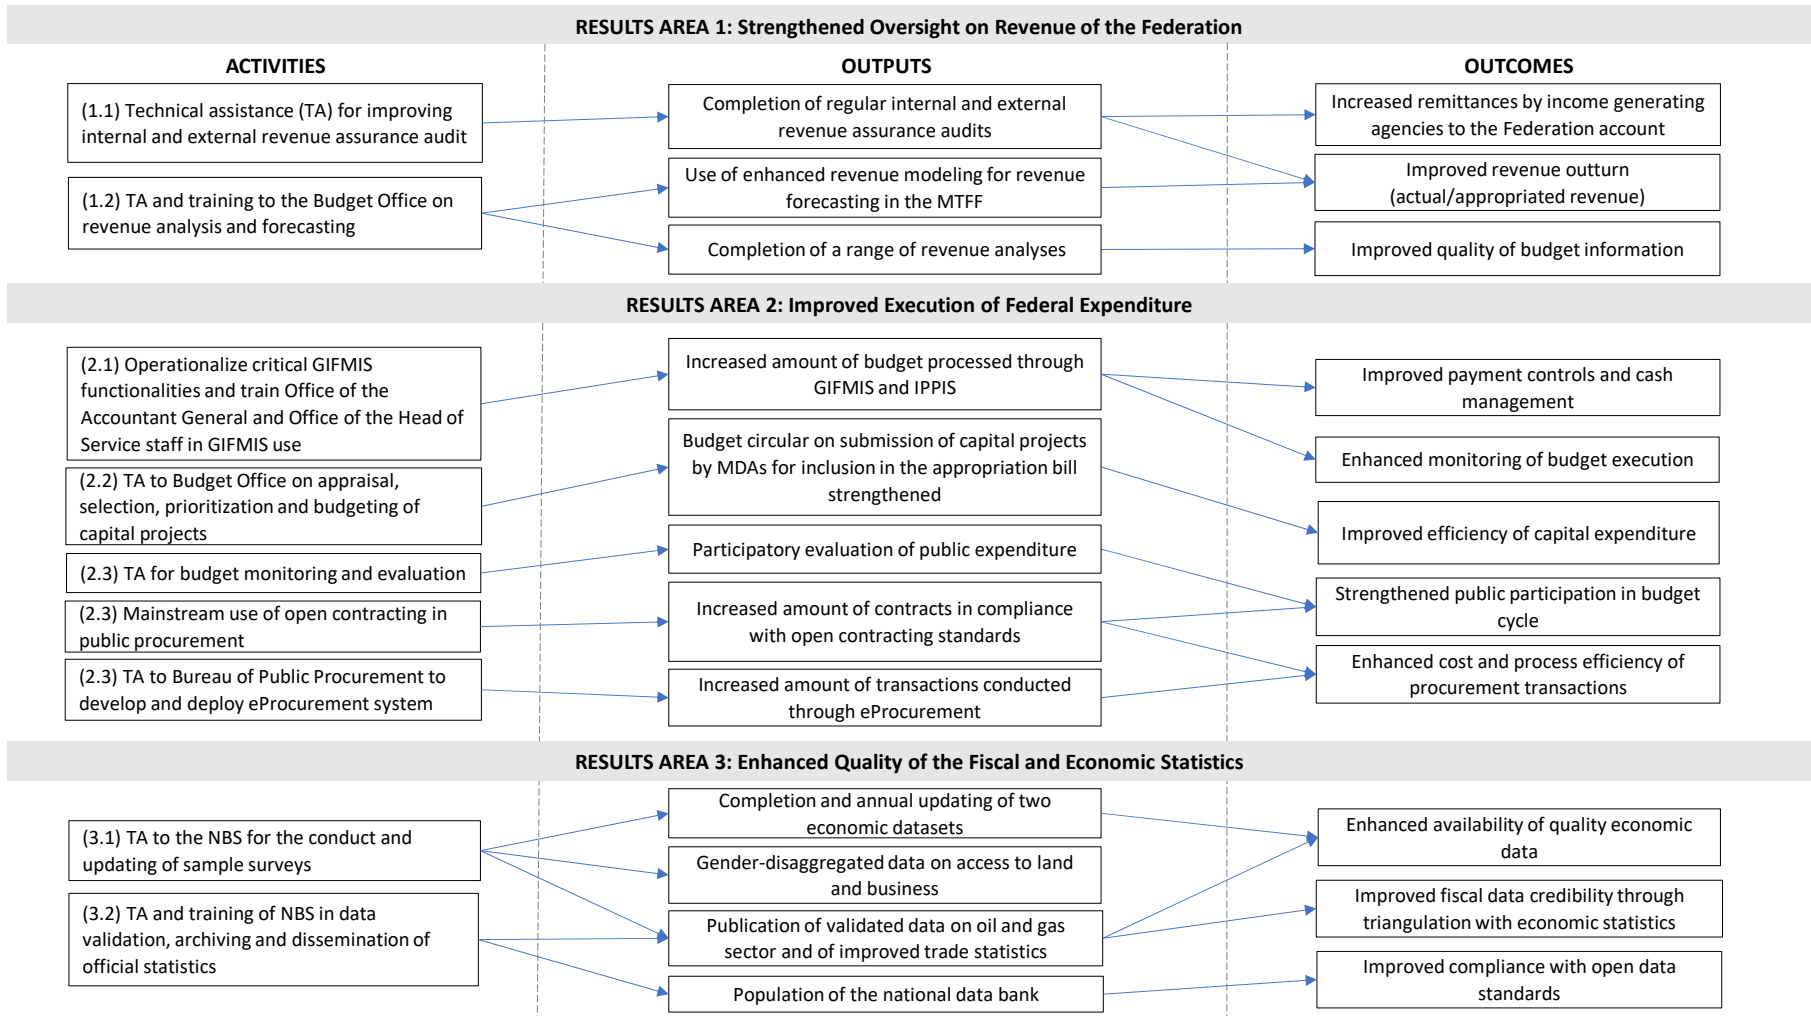 RESULTS AREA 1: Strengthened Oversight on Revenue of the Federation
ACTIVITIES
OUTPUTS
OUTCOMES
(1.1) Technical assistance (TA) for improving
internal and external revenue assurance audit
(1.2) TA and training to the Budget Office on
revenue analysis and forecasting
Completion of regular internal and external
revenue assurance audits
Use of enhanced revenue modeling for revenue
forecasting in the MTFF
Completion of a range of revenue analyses
Increased remittances by income generating
agencies to the Federation account
Improved revenue outturn
(actual/appropriated revenue)
Improved quality of budget information
RESULTS AREA 2: Improved Execution of Federal Expenditure
(2.1) Operationalize critical GIFMIS
functionalities and train Office of the
Accountant General and Office of the Head of
Service staff in GIFMIS use
(2.2) TA to Budget Office on appraisal,
selection, prioritization and budgeting of
capital projects
(2.3) TA for budget monitoring and evaluation
(2.3) Mainstream use of open contracting in
public procurement
(2.3) TA to Bureau of Public Procurement to
develop and deploy eProcurement system
Increased amount of budget processed through
GIFMIS and IPPIS
Budget circular on submission of capital projects
by MDAs for inclusion in the appropriation bill
strengthened
Participatory evaluation of public expenditure
Increased amount of contracts in compliance
with open contracting standards
Increased amount of transactions conducted
through eProcurement
Improved payment controls and cash
management
Enhanced monitoring of budget execution
Improved efficiency of capital expenditure
Strengthened public participation in budget
cycle
Enhanced cost and process efficiency of
procurement transactions
RESULTS AREA 3: Enhanced Quality of the Fiscal and Economic Statistics
(3.1) TA to the NBS for the conduct and
updating of sample surveys
(3.2) TA and training of NBS in data
validation, archiving and dissemination of
official statistics
Completion and annual updating of two
economic datasets
Gender-disaggregated data on access to land
and business
Publication of validated data on oil and gas
sector and of improved trade statistics
Population of the national data bank
Enhanced availability of quality economic
data
Improved fiscal data credibility through
triangulation with economic statistics
Improved compliance with open data
standards